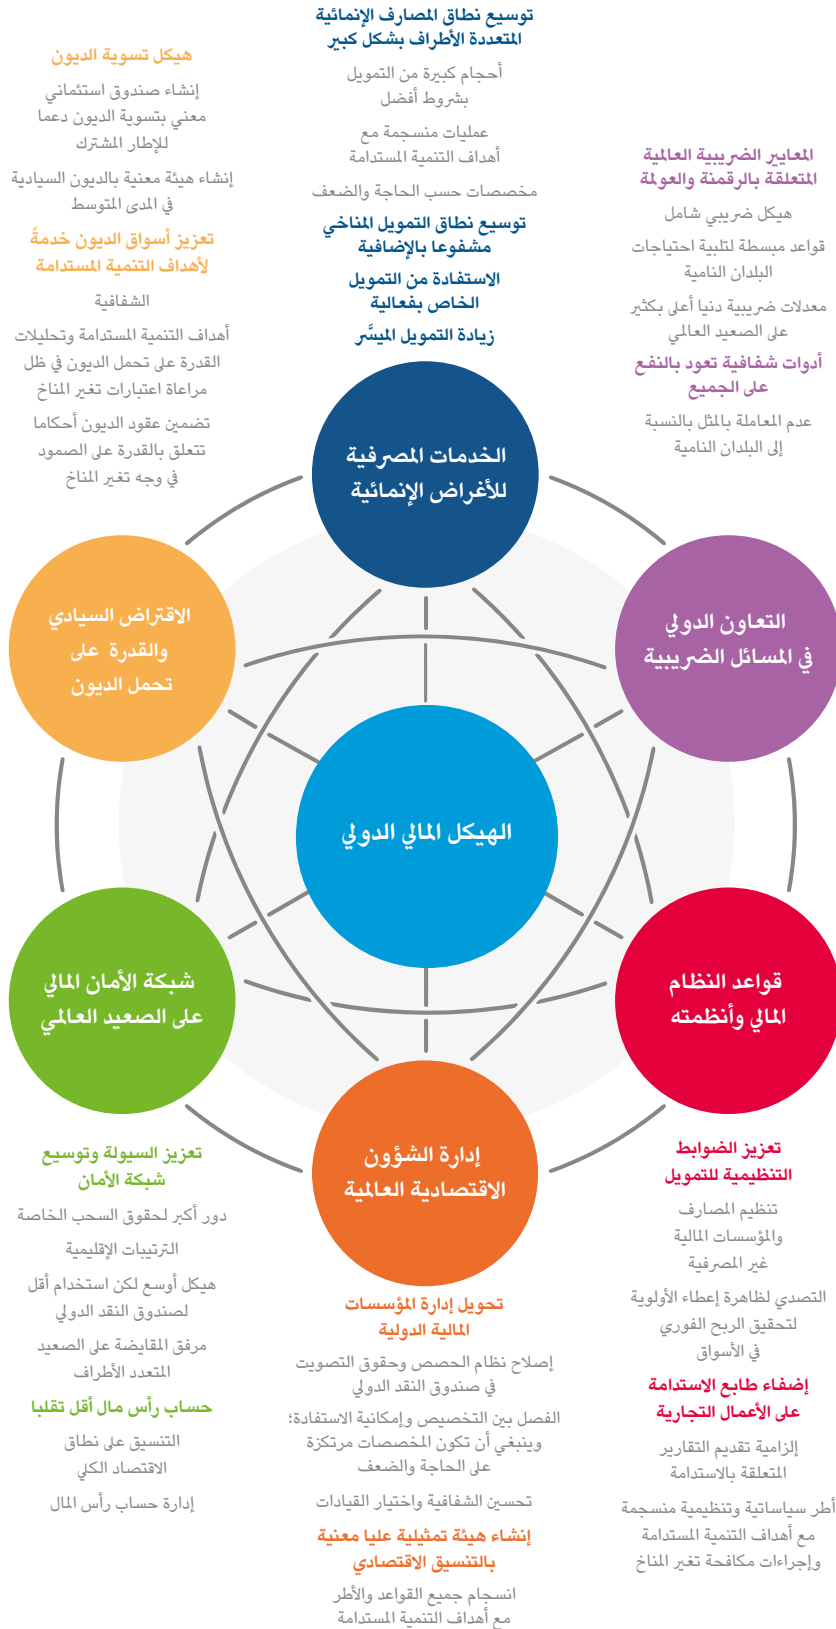 توسيع نطاق المصارف الإنمائية
المتعددة الأطراف بشكل كبير
أحجام كبيرة من التمويل
بشروط أفضل
عمليات منسجمة مع
أهداف التنمية المستدامة
مخصصات حسب الحاجة والضعف
توسيع نطاق التمويل المناخي
مشفوعا بالإضافية
الاستفادة من التمويل
الخاص بفعالية
زيادة التمويل الميسَّر
الخدمات المصرفية
للأغراض الإنمائية
المعايير الضريبية العالمية
المتعلقة بالرقمنة والعولمة
هيكل ضريبي شامل
قواعد مبسطة لتلبية احتياجات
البلدان النامية
معدلات ضريبية دنيا أعلى بكثير
على الصعيد العالمي
أدوات شفافية تعود بالنفع
على الجميع
عدم المعاملة بالمثل بالنسبة
إلى البلدان النامية
التعاون الدولي
في المسائل الضريبية
هيكل تسوية الديون
إنشاء صندوق استئماني
معني بتسوية الديون دعما
للإطار المشترك
إنشاء هيئة معنية بالديون السيادية
في المدى المتوسط
تعزيز أسواق الديون خدمةً
لأهداف التنمية المستدامة
الشفافية
أهداف التنمية المستدامة وتحليلات
القدرة على تحمل الديون في ظل
مراعاة اعتبارات تغير المناخ
تضمين عقود الديون أحكاما
تتعلق بالقدرة على الصمود
في وجه تغير المناخ
الاقتراض السيادي
والقدرة على
تحمل الديون
الهيكل المالي الدولي
قواعد النظام
المالي وأنظمته
تعزيز الضوابط
التنظيمية للتمويل
تنظيم المصارف
والمؤسسات المالية
غير المصرفية
التصدي لظاهرة إعطاء الأولوية
لتحقيق الربح الفوري
في الأسواق
إضفاء طابع الاستدامة
على الأعمال التجارية
إلزامية تقديم التقارير
المتعلقة بالاستدامة
أطر سياساتية وتنظيمية منسجمة
مع أهداف التنمية المستدامة
وإجراءات مكافحة تغير المناخ
إدارة الشؤون
الاقتصادية العالمية
تحويل إدارة المؤسسات
المالية الدولية
إصلاح نظام الحصص وحقوق التصويت
في صندوق النقد الدولي
الفصل بين التخصيص وإمكانية الاستفادة؛
وينبغي أن تكون المخصصات مرتكزة
على الحاجة والضعف
تحسين الشفافية واختيار القيادات
إنشاء هيئة تمثيلية عليا معنية
بالتنسيق الاقتصادي
انسجام جميع القواعد والأطر
مع أهداف التنمية المستدامة
شبكة الأمان المالي
على الصعيد العالمي
تعزيز السيولة وتوسيع
شبكة الأمان
دور أكبر لحقوق السحب الخاصة
الترتيبات الإقليمية
هيكل أوسع لكن استخدام أقل
لصندوق النقد الدولي
مرفق المقايضة على الصعيد
المتعدد الأطراف
حساب رأس مال أقل تقلبا
التنسيق على نطاق
الاقتصاد الكلي
إدارة حساب رأس المال